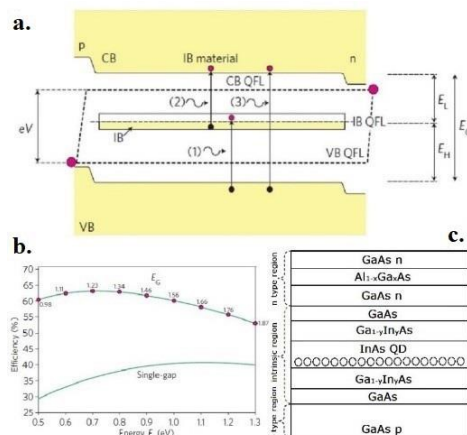 a.
p
CB
IB material
n
CB QFL
(2)
(3)
eV
IB QFL
IB
VB QFL
(1)
VB
E_L
E_H
b.
E_G
0.98
1.11
1.23
1.34
1.46
1.56
1.66
1.76
1.87
Single-gap
Efficiency (%)
70
65
60
55
50
45
40
35
30
25
0.5
0.6
0.7
0.8
0.9
1.0
1.1
1.2
1.3
c.
GaAs n
Al₁₋ₓGaₓAs
GaAs n
GaAs
Ga₁₋yInyAs
InAs QD
Ga₁₋yInyAs
GaAs
GaAs p
n type region
intrinsic region
type region